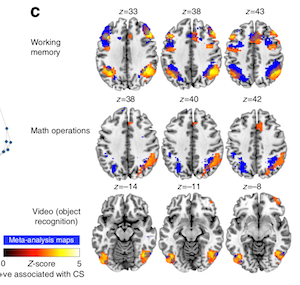 C
z=33 z=38 z=43
Working
memory
z=38 z=40 z=42
Math operations
z=−14 z=−11 z=−8
Video (object
recognition)
Meta-analysis maps
0 Z-score 5
+ve associated with CS